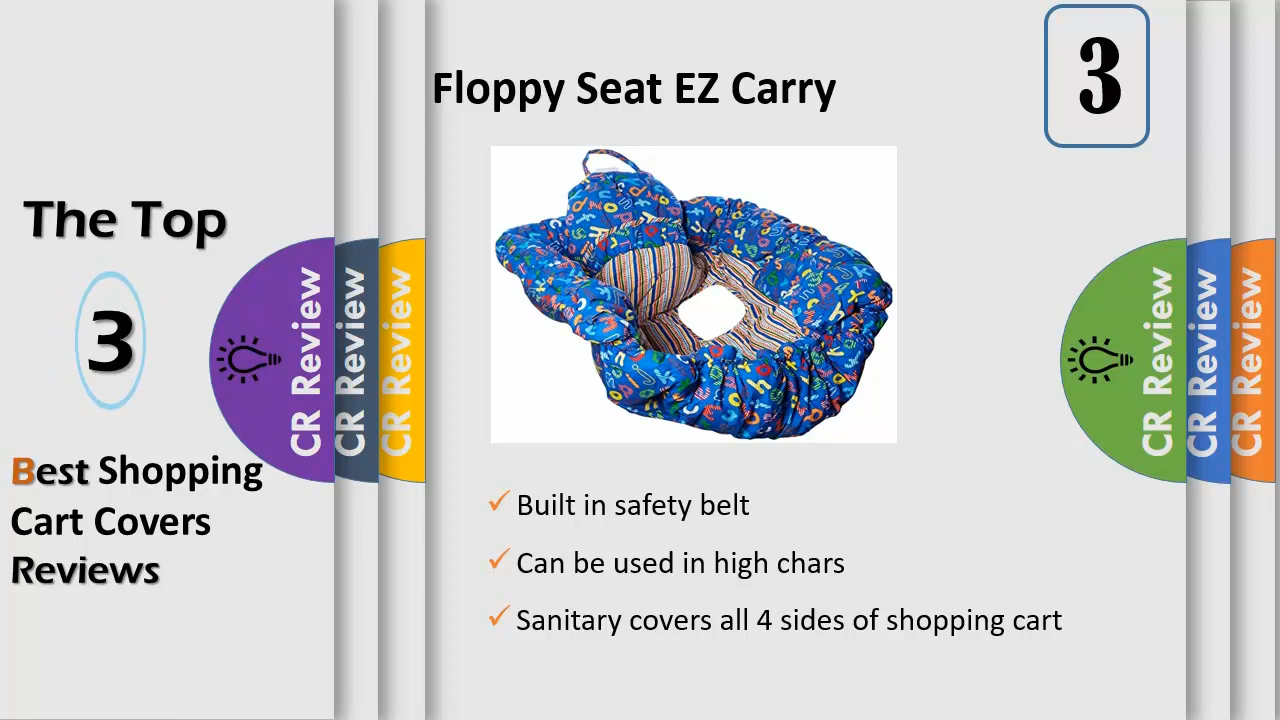 The Top
3
Best Shopping
Cart Covers
Reviews
CR Review
CR Review
CR Review
Floppy Seat EZ Carry
3
Built in safety belt
Can be used in high chars
Sanitary covers all 4 sides of shopping cart
CR Review
CR Review
CR Review